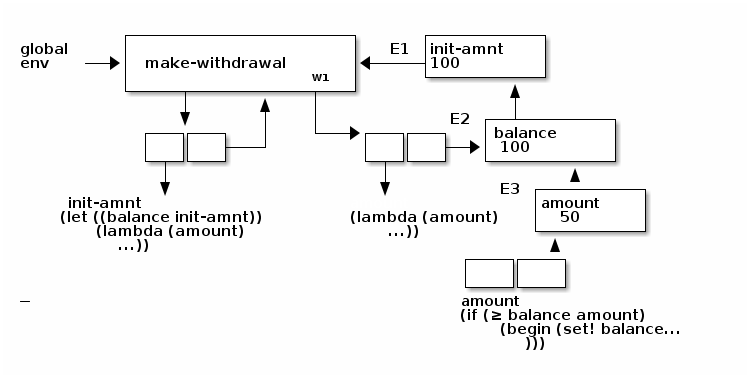 global
env
make-withdrawal
W1
E1
init-amnt
100
E2
balance
100
E3
amount
50
init-amnt
(let ((balance init-amnt))
(lambda (amount)
...))
(lambda (amount)
...))
amount
(if (≥ balance amount)
(begin (set! balance...
)))
_